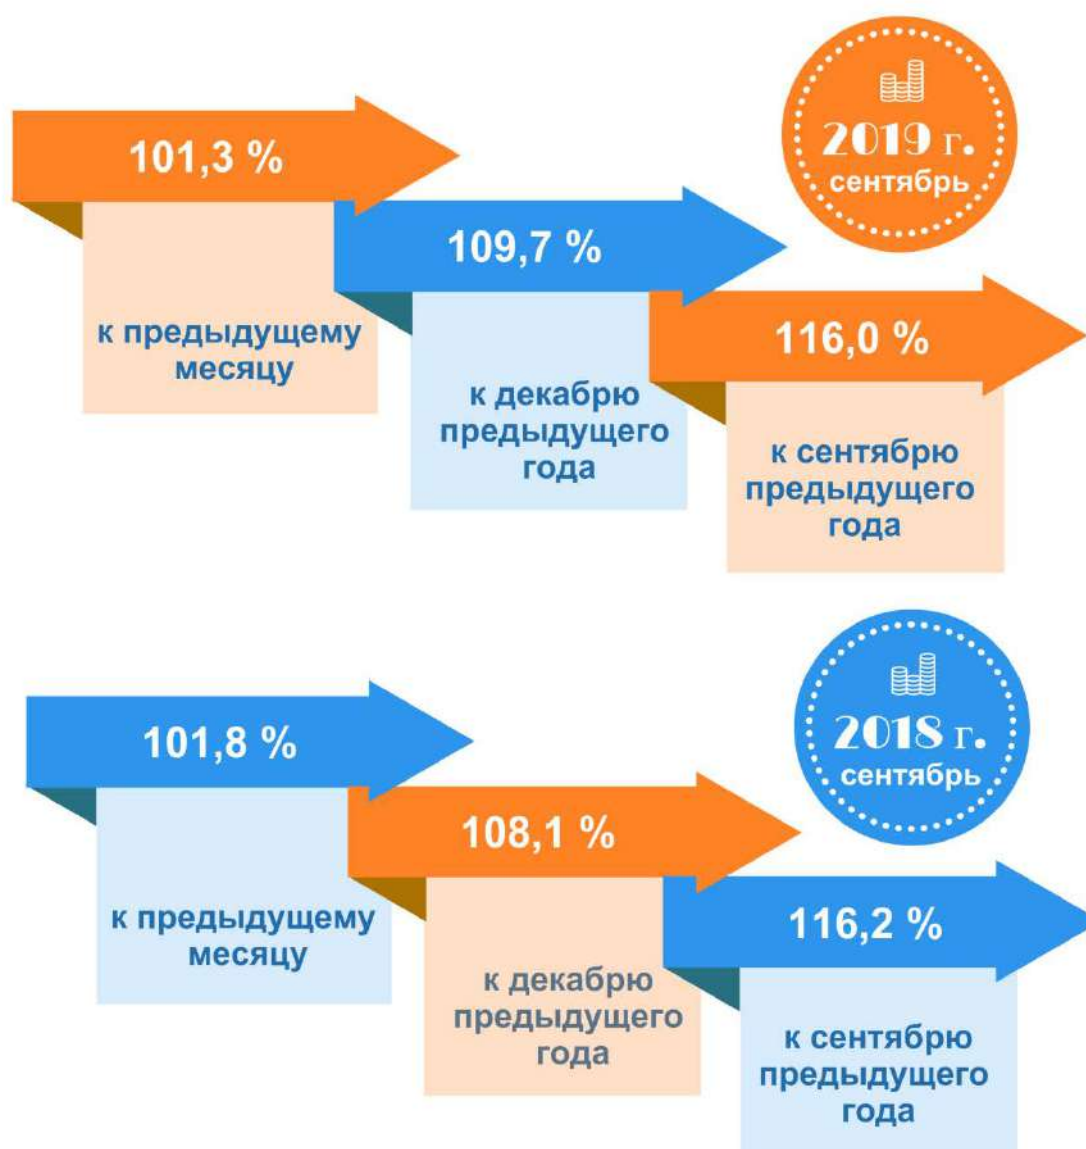 2019 г.
сентябрь
101,3 %
к предыдущему
месяцу
109,7 %
к декабрю
предыдущего
года
116,0 %
к сентябрю
предыдущего
года
2018 г.
сентябрь
101,8 %
к предыдущему
месяцу
108,1 %
к декабрю
предыдущего
года
116,2 %
к сентябрю
предыдущего
года